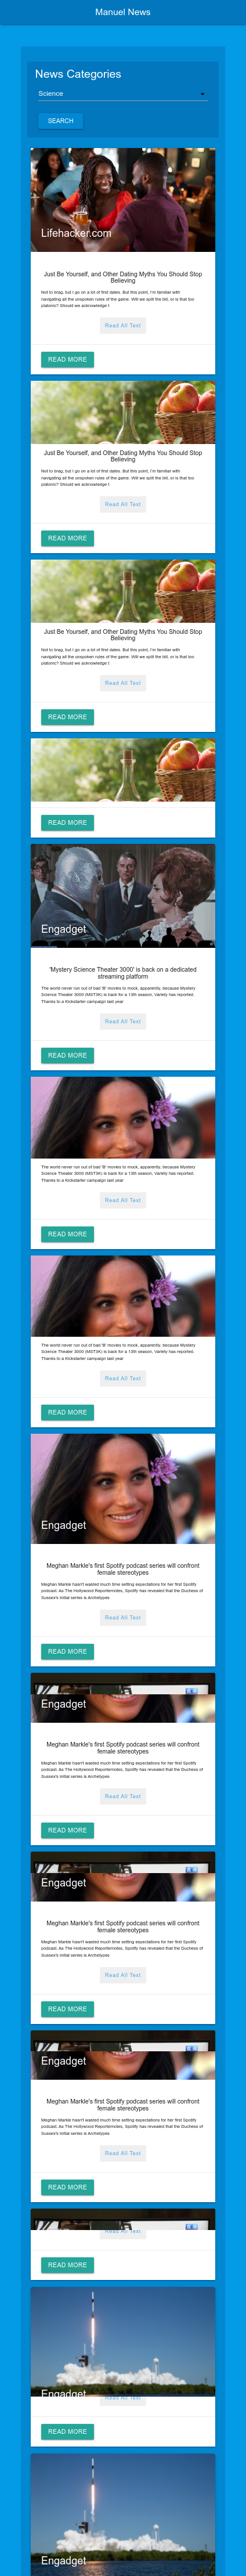 Manuel News
News Categories
Science
SEARCH
Lifehacker.com
Just Be Yourself, and Other Dating Myths You Should Stop
Believing
Not to brag, but I go on a lot of first dates. But this point, I'm familiar with
navigating all the unspoken rules of the game. Will we split the bill, or is that too
platonic? Should we acknowledge t
Read All Text
READ MORE
Just Be Yourself, and Other Dating Myths You Should Stop
Believing
Not to brag, but I go on a lot of first dates. But this point, I'm familiar with
navigating all the unspoken rules of the game. Will we split the bill, or is that too
platonic? Should we acknowledge t
Read All Text
READ MORE
Just Be Yourself, and Other Dating Myths You Should Stop
Believing
Not to brag, but I go on a lot of first dates. But this point, I'm familiar with
navigating all the unspoken rules of the game. Will we split the bill, or is that too
platonic? Should we acknowledge t
Read All Text
READ MORE
READ MORE
Engadget
'Mystery Science Theater 3000' is back on a dedicated
streaming platform
The world never run out of bad 'B' movies to mock, apparently, because Mystery
Science Theater 3000 (MST3K) is back for a 13th season, Variety has reported.
Thanks to a Kickstarter campaign last year
Read All Text
READ MORE
The world never run out of bad 'B' movies to mock, apparently, because Mystery
Science Theater 3000 (MST3K) is back for a 13th season, Variety has reported.
Thanks to a Kickstarter campaign last year
Read All Text
READ MORE
The world never run out of bad 'B' movies to mock, apparently, because Mystery
Science Theater 3000 (MST3K) is back for a 13th season, Variety has reported.
Thanks to a Kickstarter campaign last year
Read All Text
READ MORE
Engadget
Meghan Markle's first Spotify podcast series will confront
female stereotypes
Meghan Markle hasn't wasted much time setting expectations for her first Spotify
podcast. As The Hollywood Reporternotes, Spotify has revealed that the Duchess of
Sussex's initial series is Archetypes
Read All Text
READ MORE
Engadget
Meghan Markle's first Spotify podcast series will confront
female stereotypes
Meghan Markle hasn't wasted much time setting expectations for her first Spotify
podcast. As The Hollywood Reporternotes, Spotify has revealed that the Duchess of
Sussex's initial series is Archetypes
Read All Text
READ MORE
Engadget
Meghan Markle's first Spotify podcast series will confront
female stereotypes
Meghan Markle hasn't wasted much time setting expectations for her first Spotify
podcast. As The Hollywood Reporternotes, Spotify has revealed that the Duchess of
Sussex's initial series is Archetypes
Read All Text
READ MORE
Engadget
Meghan Markle's first Spotify podcast series will confront
female stereotypes
Meghan Markle hasn't wasted much time setting expectations for her first Spotify
podcast. As The Hollywood Reporternotes, Spotify has revealed that the Duchess of
Sussex's initial series is Archetypes
Read All Text
READ MORE
Read All Text
READ MORE
Engadget
Read All Text
READ MORE
Engadget